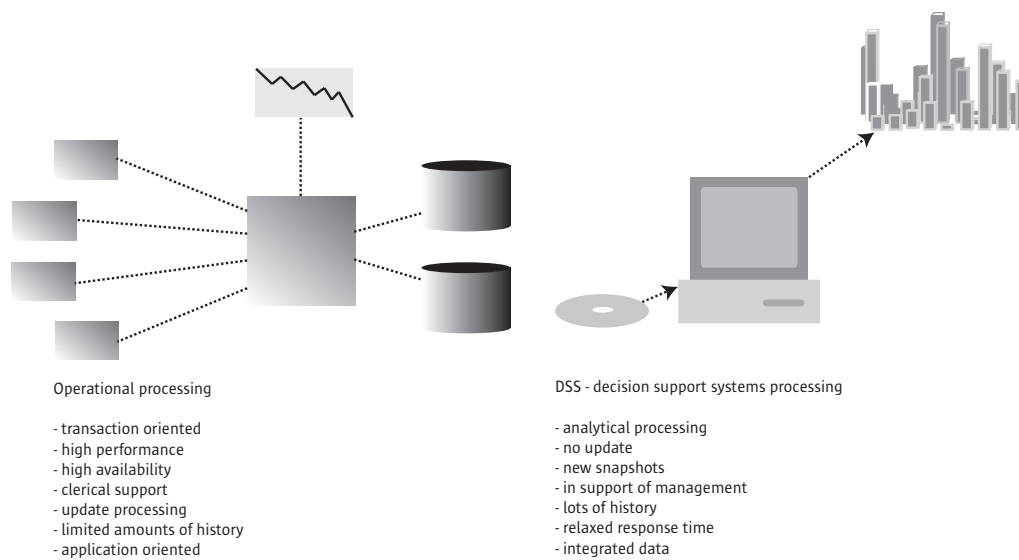 Operational processing
- transaction oriented
- high performance
- high availability
- clerical support
- update processing
- limited amounts of history
- application oriented
DSS - decision support systems processing
- analytical processing
- no update
- new snapshots
- in support of management
- lots of history
- relaxed response time
- integrated data